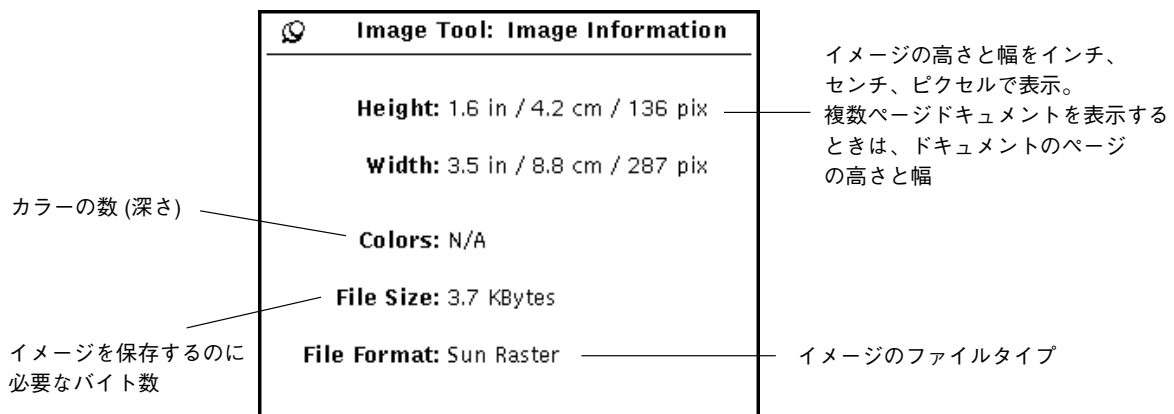 Image Tool: Image Information
Height: 1.6 in / 4.2 cm / 136 pix
Width: 3.5 in / 8.8 cm / 287 pix
Colors: N/A
File Size: 3.7 KBytes
File Format: Sun Raster
イメージの高さと幅をインチ、
センチ、ピクセルで表示。
複数ページドキュメントを表示する
ときは、ドキュメントのページ
の高さと幅
カラーの数 (深さ)
イメージを保存するのに
必要なバイト数
イメージのファイルタイプ